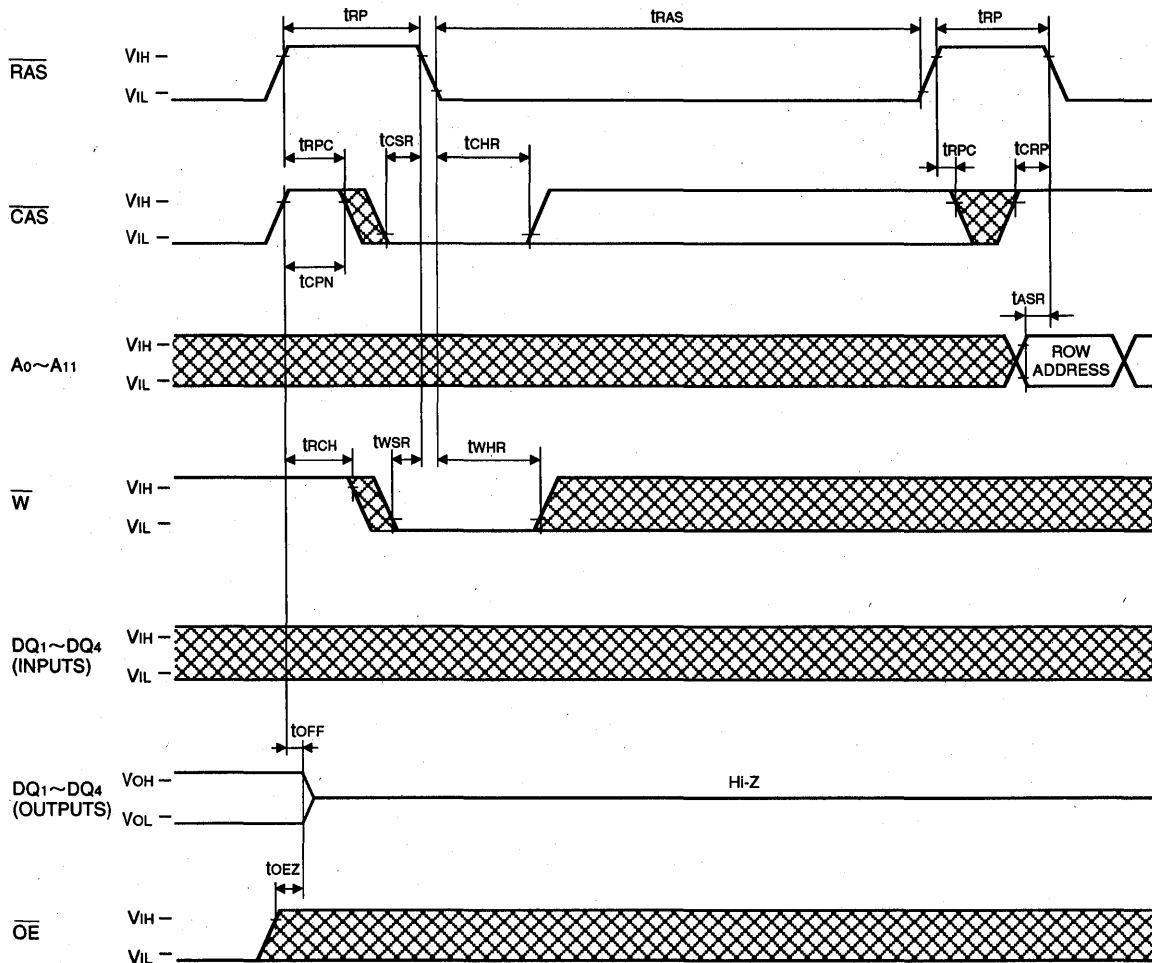 tRP tRAS tRP
RAS
VIH
VIL
tRPC tCSR tCHR tRPC tCRP
CAS
VIH
VIL
tCPN
tASR
A0~A11
VIH
VIL
ROW
ADDRESS
tRCH tWSR tWHR
W
VIH
VIL
DQ1~DQ4
(INPUTS)
VIH
VIL
tOFF
DQ1~DQ4
(OUTPUTS)
VOH
VOL
Hi-Z
tOEZ
OE
VIH
VIL